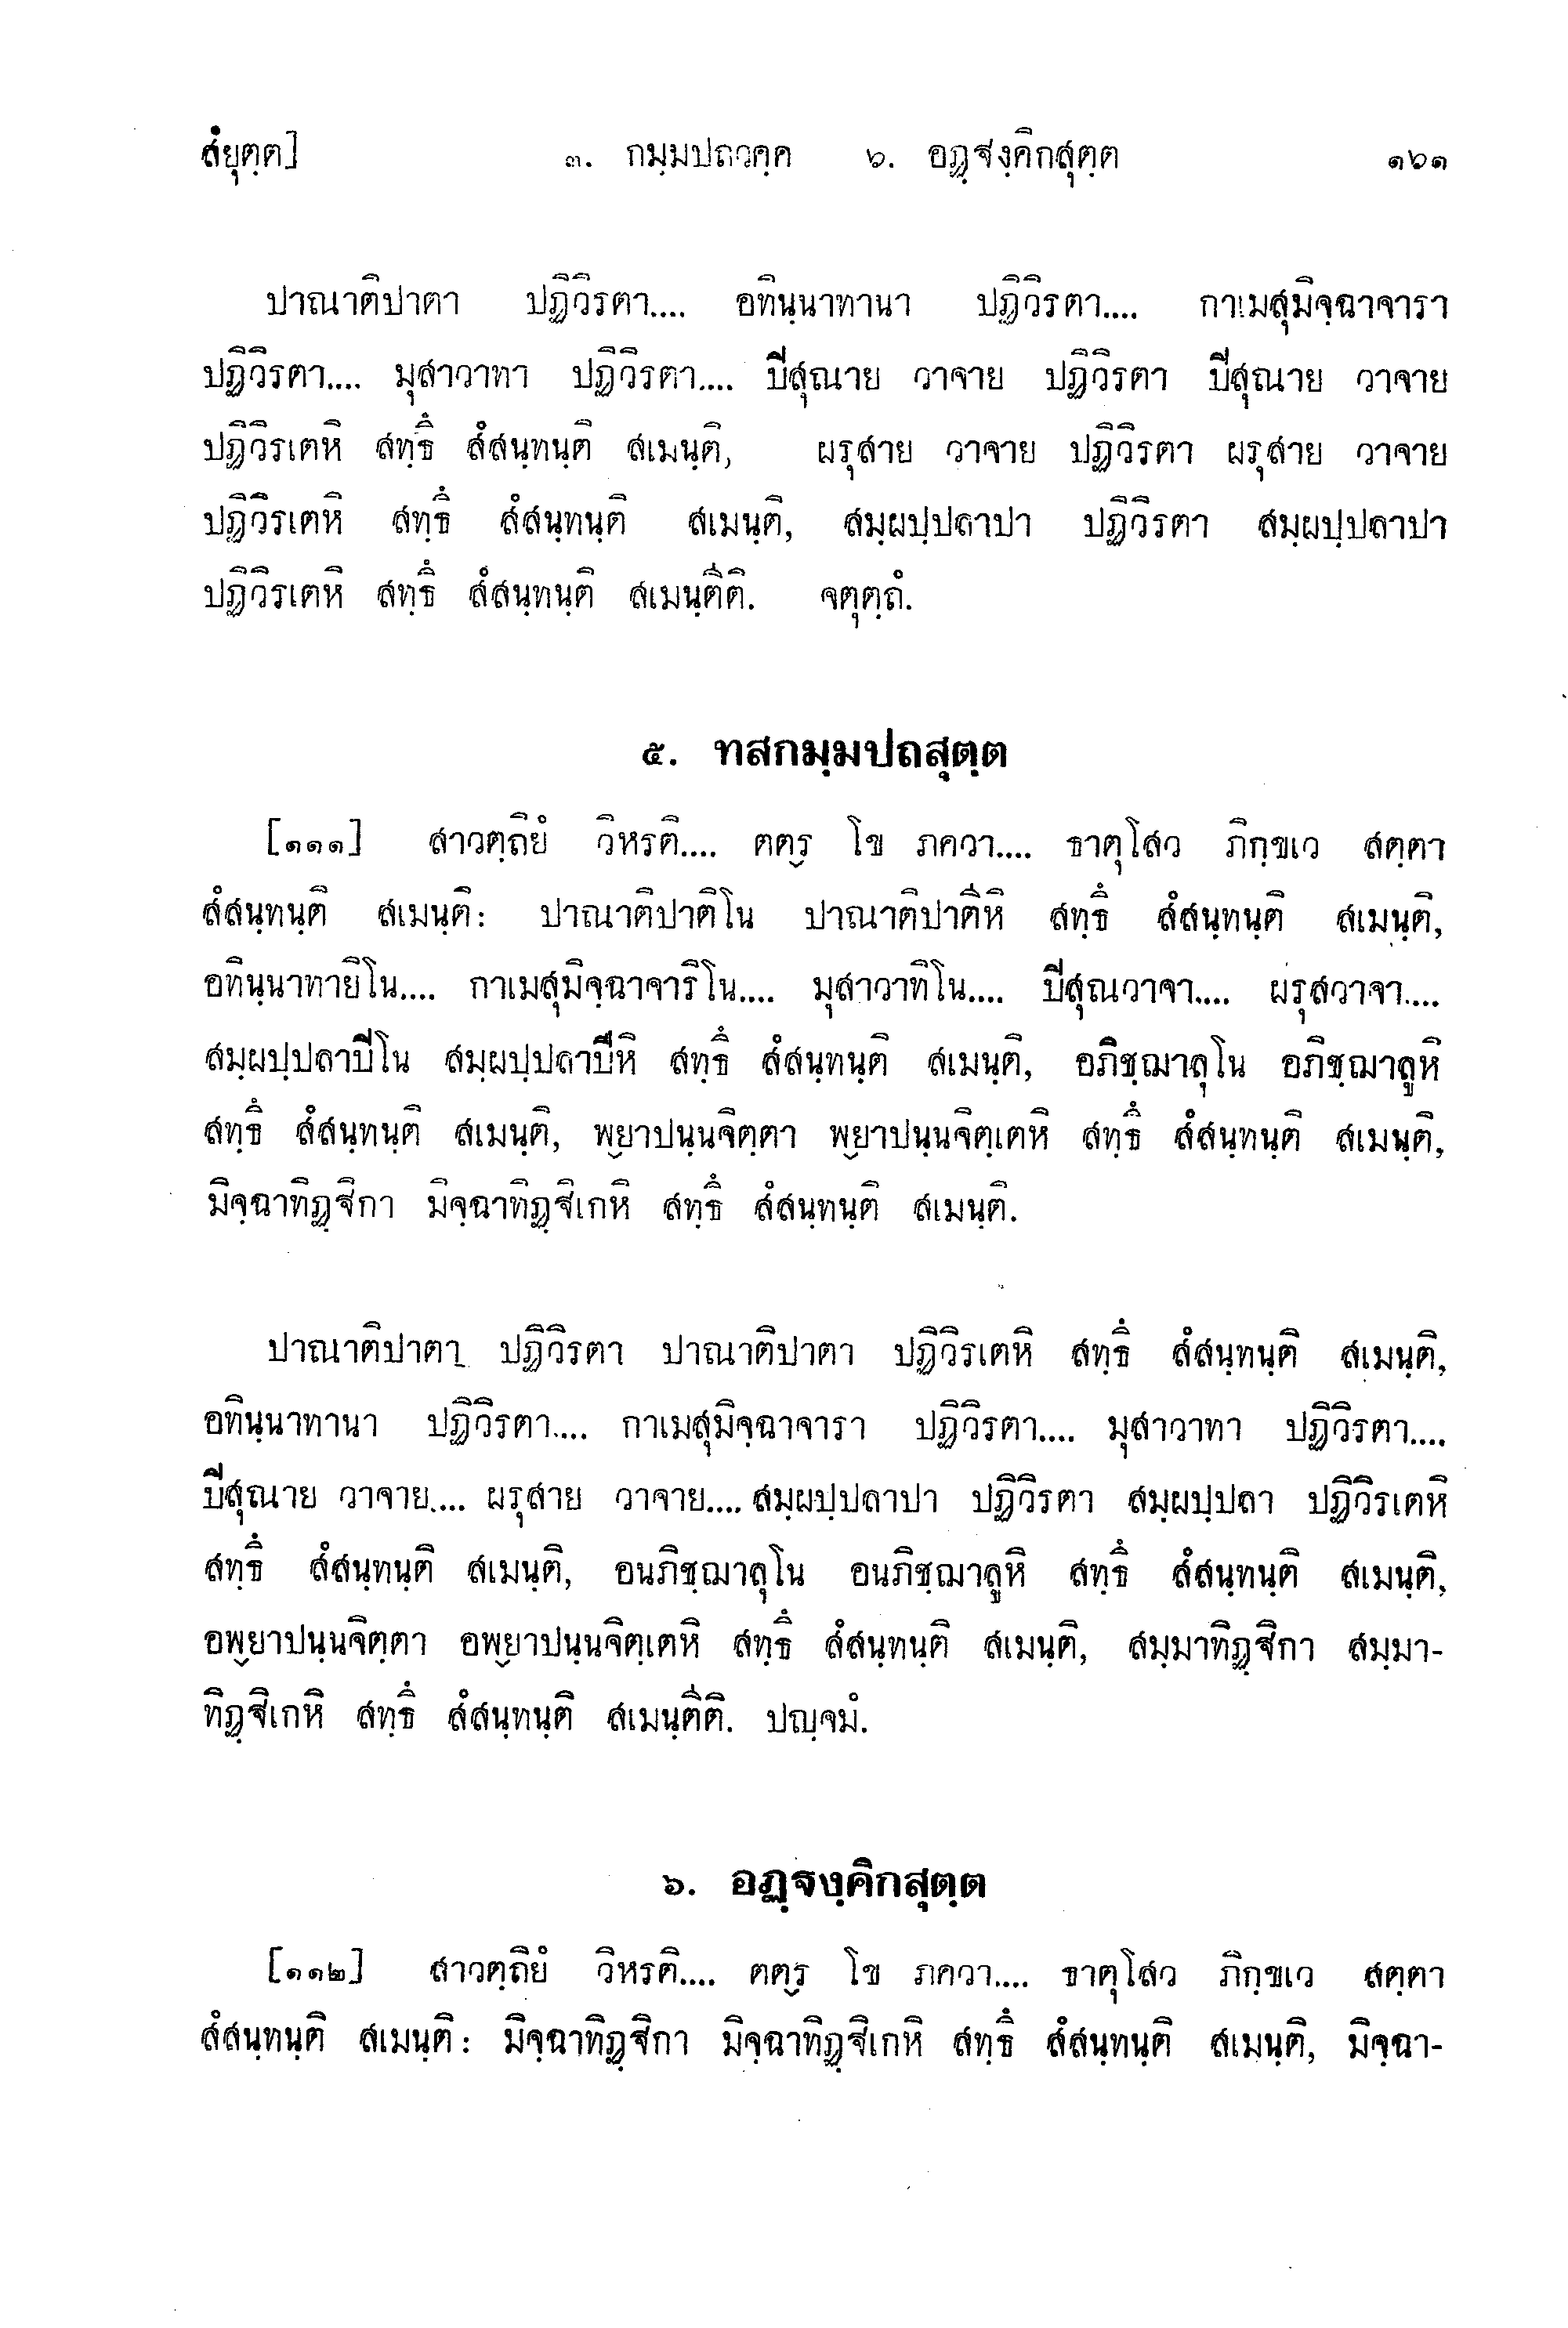 สํยุตฺต]	๓. กมฺมปถวคฺค	๖. อฏฺฐงฺคิกสุตฺต	๑๖๑
ปาณาติปาตา ปฏิวิรตา.... อทินฺนาทานา ปฏิวิรตา.... กาเมสุมิจฺฉาจารา
ปฏิวิรตา.... มุสาวาทา ปฏิวิรตา.... ปิสุณาย วาจาย ปฏิวิรตา ปิสุณาย วาจาย
ปฏิวิรเตหิ สทฺธึ สํสนฺทนฺติ สเมนฺติ, ผรุสาย วาจาย ปฏิวิรตา ผรุสาย วาจาย
ปฏิวิรเตหิ สทฺธึ สํสนฺทนฺติ สเมนฺติ, สมฺผปฺปลาปา ปฏิวิรตา สมฺผปฺปลาปา
ปฏิวิรเตหิ สทฺธึ สํสนฺทนฺติ สเมนฺตีติ. จตุตฺถํ.
๕. ทสกมฺมปถสุตฺต
[๑๑๑] สาวตฺถิยํ วิหรติ.... ตตฺร โข ภควา.... ธาตุโสว ภิกฺขเว สตฺตา
สํสนฺทนฺติ สเมนฺติ: ปาณาติปาติโน ปาณาติปาตีหิ สทฺธึ สํสนฺทนฺติ สเมนฺติ,
อทินฺนาทายิโน.... กาเมสุมิจฺฉาจาริโน.... มุสาวาทิโน.... ปิสุณวาจา.... ผรุสวาจา....
สมฺผปฺปลาปิโน สมฺผปฺปลาปีหิ สทฺธึ สํสนฺทนฺติ สเมนฺติ, อภิชฺฌาลุโน อภิชฺฌาลูหิ
สทฺธึ สํสนฺทนฺติ สเมนฺติ, พฺยาปนฺนจิตฺตา พฺยาปนฺนจิตฺเตหิ สทฺธึ สํสนฺทนฺติ สเมนฺติ,
มิจฺฉาทิฏฺฐิกา มิจฺฉาทิฏฺฐิเกหิ สทฺธึ สํสนฺทนฺติ สเมนฺติ.
ปาณาติปาตา ปฏิวิรตา ปาณาติปาตา ปฏิวิรเตหิ สทฺธึ สํสนฺทนฺติ สเมนฺติ,
อทินฺนาทานา ปฏิวิรตา.... กาเมสุมิจฺฉาจารา ปฏิวิรตา.... มุสาวาทา ปฏิวิรตา....
ปิสุณาย วาจาย.... ผรุสาย วาจาย.... สมฺผปฺปลาปา ปฏิวิรตา สมฺผปฺปลา ปฏิวิรเตหิ
สทฺธึ สํสนฺทนฺติ สเมนฺติ, อนภิชฺฌาลุโน อนภิชฺฌาลูหิ สทฺธึ สํสนฺทนฺติ สเมนฺติ,
อพฺยาปนฺนจิตฺตา อพฺยาปนฺนจิตฺเตหิ สทฺธึ สํสนฺทนฺติ สเมนฺติ, สมฺมาทิฏฺฐิกา สมฺมา-
ทิฏฺฐิเกหิ สทฺธึ สํสนฺทนฺติ สเมนฺตีติ. ปญฺจมํ.
๖. อฏฺฐงฺคิกสุตฺต
[๑๑๒] สาวตฺถิยํ วิหรติ.... ตตฺร โข ภควา.... ธาตุโสว ภิกฺขเว สตฺตา
สํสนฺทนฺติ สเมนฺติ: มิจฺฉาทิฏฺฐิกา มิจฺฉาทิฏฺฐิเกหิ สทฺธึ สํสนฺทนฺติ สเมนฺติ, มิจฺฉา-